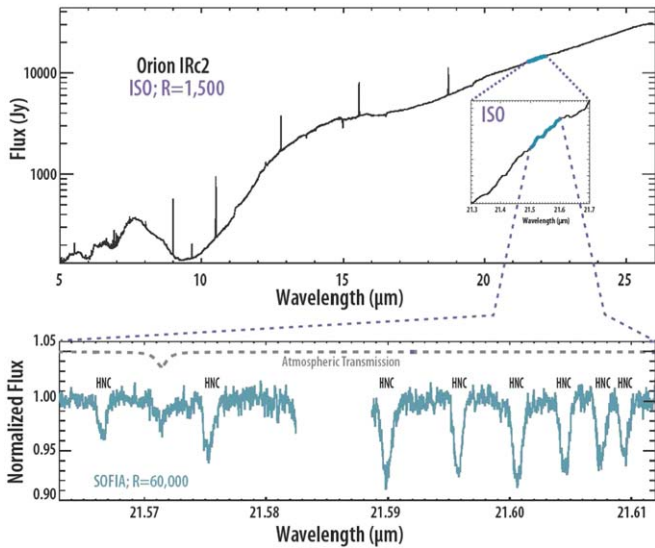 Orion IRc2
ISO; R=1,500
Flux (Jy)
10000
1000
ISO
21.3 21.4 21.5 21.6 21.7
Wavelength (µm)
5 10 15 20 25
Wavelength (µm)
Normalized Flux
1.05
1.00
0.95
0.90
Atmospheric Transmission
HNC HNC HNC HNC HNC HNC HNC
SOFIA; R=60,000
21.57 21.58 21.59 21.60 21.61
Wavelength (µm)